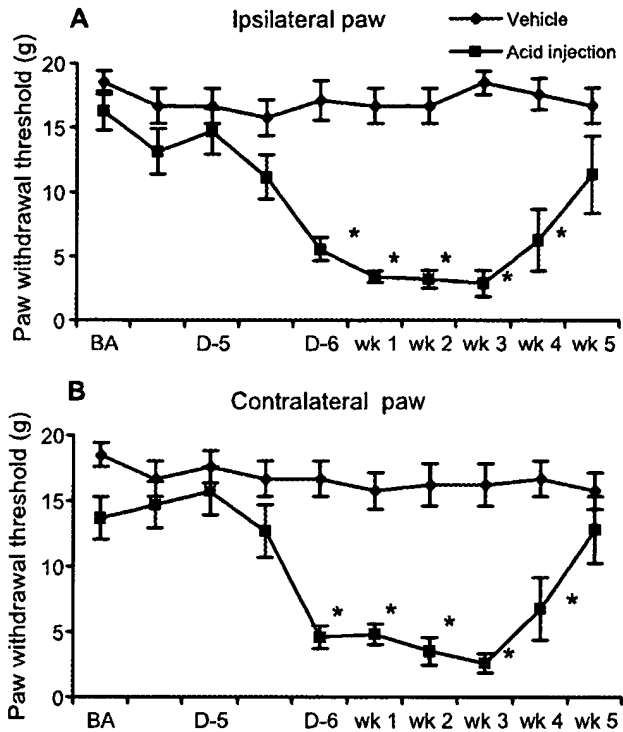 A
Ipsilateral paw
Vehicle
Acid injection
Paw withdrawal threshold (g)
20
15
10
5
0
BA D-5 D-6 wk 1 wk 2 wk 3 wk 4 wk 5
* * * * *
B
Contralateral paw
Paw withdrawal threshold (g)
20
15
10
5
0
BA D-5 D-6 wk 1 wk 2 wk 3 wk 4 wk 5
* * * * *